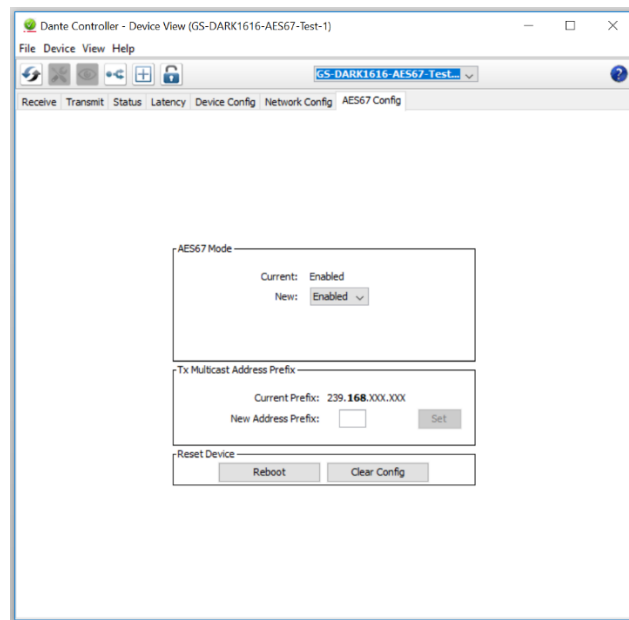 Dante Controller - Device View (GS-DARK1616-AES67-Test-1)
File Device View Help
GS-DARK1616-AES67-Test...
Receive Transmit Status Latency Device Config Network Config AES67 Config
AES67 Mode
Current: Enabled
New: Enabled
Tx Multicast Address Prefix
Current Prefix: 239.168.XXX.XXX
New Address Prefix: Set
Reset Device
Reboot Clear Config